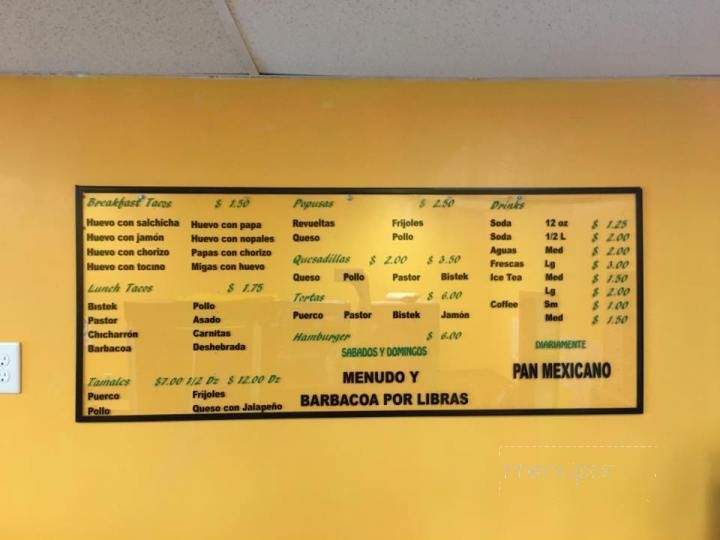 Breakfast Tacos $ 1.50
Huevo con salchicha Huevo con papa
Huevo con jamón Huevo con nopales
Huevo con chorizo Papas con chorizo
Huevo con tocino Migas con huevo
Lunch Tacos $ 1.75
Bistek Pollo
Pastor Asado
Chicharrón Carnitas
Barbacoa Deshebrada
Tamales $7.00 1/2 Dz $ 12.00 Dz
Puerco Frijoles
Pollo Queso con Jalapeño
Popusas $ 2.50
Revueltas Frijoles
Queso Pollo
Quesadillas $ 2.00 $ 3.50
Queso Pollo Pastor Bistek
Tortas $ 6.00
Puerco Pastor Bistek Jamón
Hamburger $ 6.00
SABADOS Y DOMINGOS
MENUDO Y
BARBACOA POR LIBRAS
Drinks
Soda 12 oz $ 1.25
Soda 1/2 L $ 2.00
Aguas Med $ 2.00
Frescas Lg $ 3.00
Ice Tea Med $ 1.50
Lg $ 2.00
Coffee Sm $ 1.00
Med $ 1.50
DIARIAMENTE
PAN MEXICANO